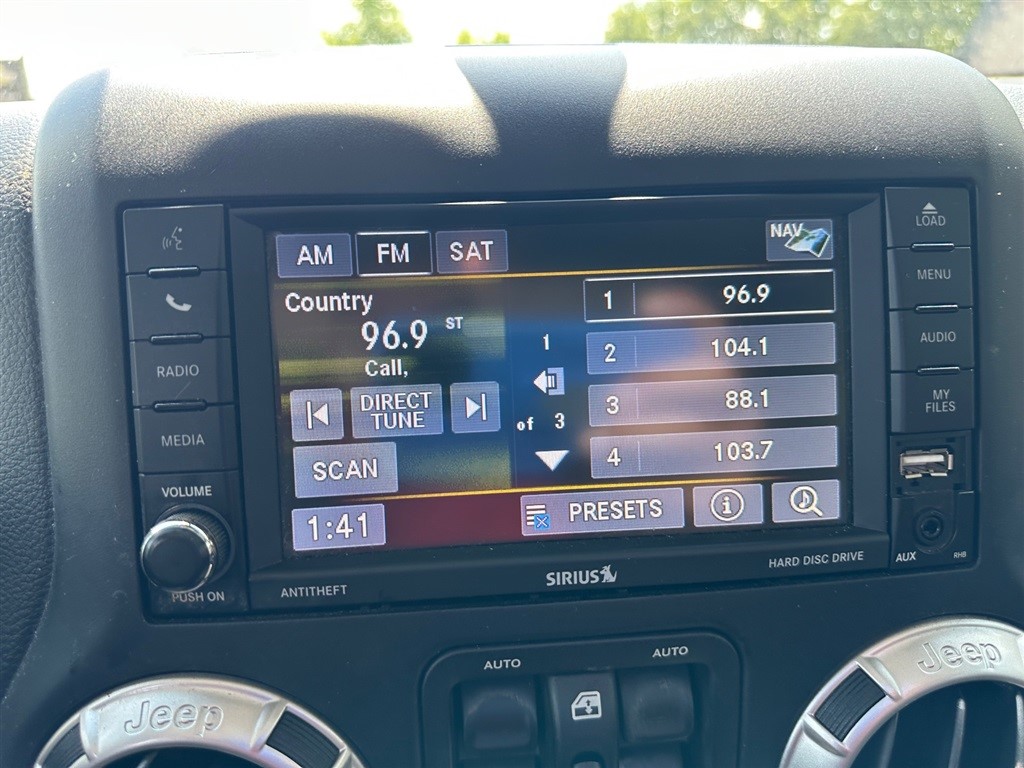 AM FM SAT NAV
Country
96.9 ST
Call,
DIRECT
TUNE
SCAN
1:41
1
of 3
1 96.9
2 104.1
3 88.1
4 103.7
PRESETS
i
RADIO
MEDIA
VOLUME
PUSH ON
LOAD
MENU
AUDIO
MY
FILES
AUX RHB
ANTITHEFT
SIRIUS
HARD DISC DRIVE
AUTO AUTO
Jeep Jeep